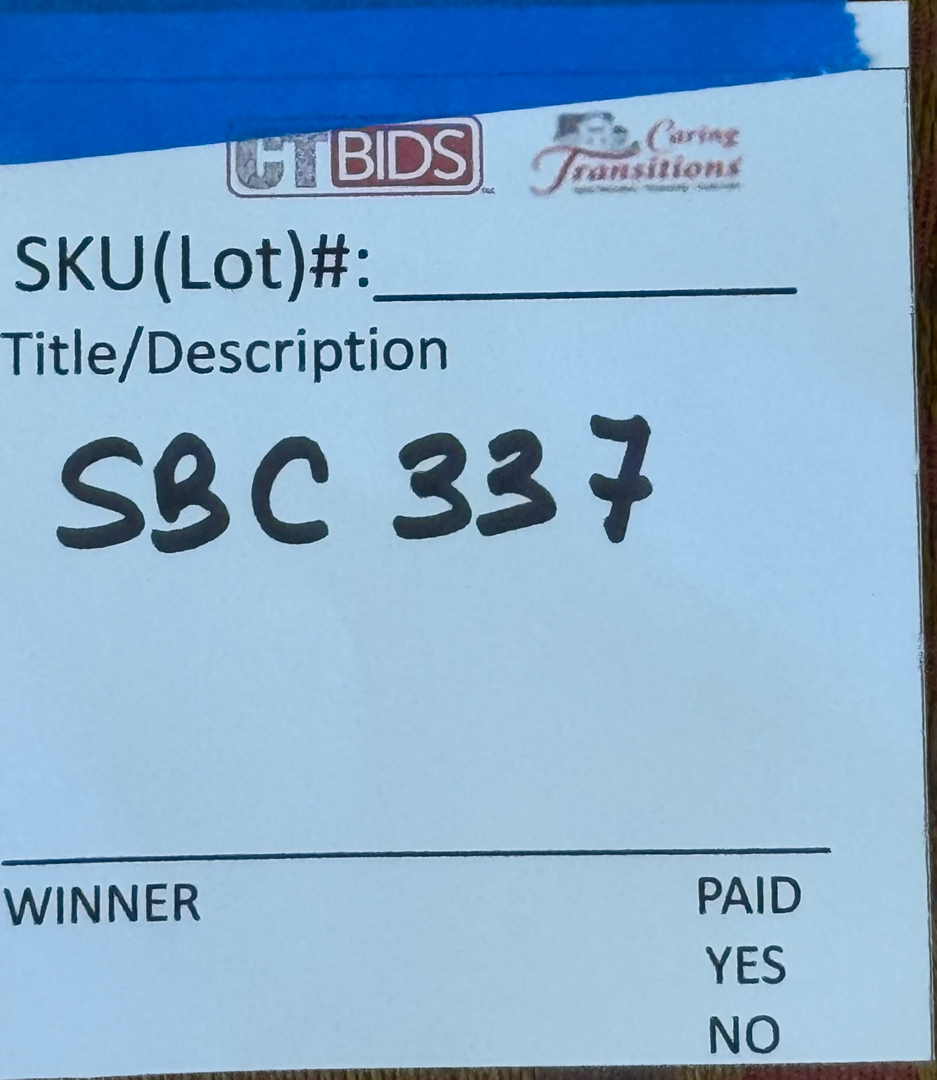 CTBIDS
Caring
Transitions
SKU(Lot)#:
Title/Description
SBC 337
WINNER
PAID
YES
NO